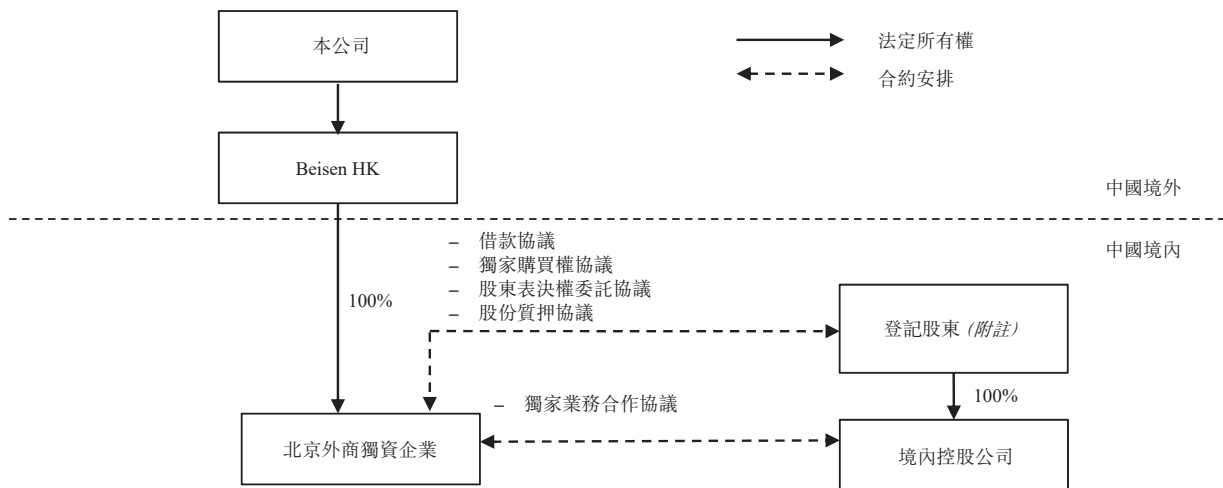 本公司
法定所有權
合約安排
Beisen HK
中國境外
中國境內
– 借款協議
– 獨家購買權協議
– 股東表決權委託協議
– 股份質押協議
100%
登記股東 (附註)
100%
– 獨家業務合作協議
北京外商獨資企業
境內控股公司